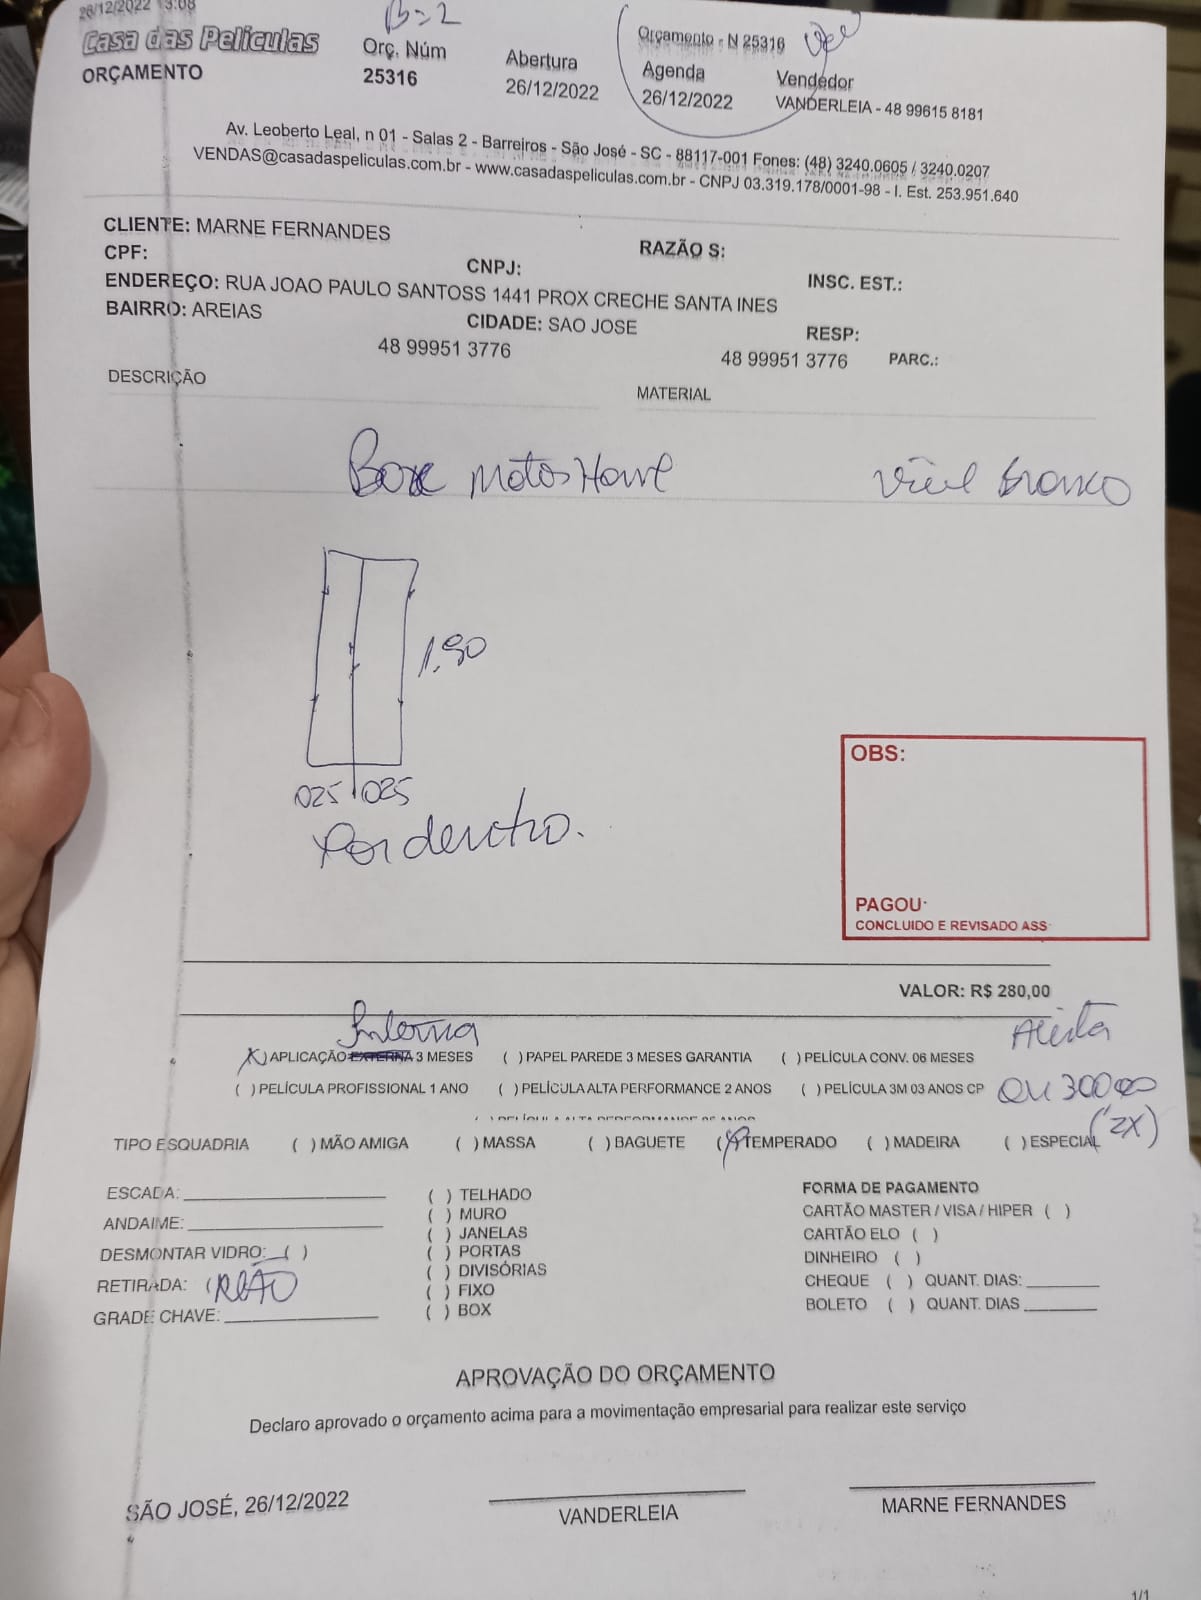 26/12/2022 13:08
B=2
Casa das Películas
ORÇAMENTO
Orç. Núm
25316
Abertura
26/12/2022
Orçamento - N 25316
Agenda
26/12/2022
Vendedor
VANDERLEIA - 48 99615 8181
Av. Leoberto Leal, n 01 - Salas 2 - Barreiros - São José - SC - 88117-001 Fones: (48) 3240.0605 / 3240.0207
VENDAS@casadaspeliculas.com.br - www.casadaspeliculas.com.br - CNPJ 03.319.178/0001-98 - I. Est. 253.951.640
CLIENTE: MARNE FERNANDES
RAZÃO S:
CPF:
CNPJ:
INSC. EST.:
ENDEREÇO: RUA JOAO PAULO SANTOSS 1441 PROX CRECHE SANTA INES
BAIRRO: AREIAS
CIDADE: SAO JOSE
RESP:
48 99951 3776
48 99951 3776
PARC.:
DESCRIÇÃO
MATERIAL
Box MotosHome
branco
1.90
025 025
Por dentro.
OBS:
PAGOU:
CONCLUIDO E REVISADO ASS
VALOR: R$ 280,00
Interna
(X) APLICAÇÃO EXTERNA 3 MESES ( ) PAPEL PAREDE 3 MESES GARANTIA ( ) PELÍCULA CONV. 06 MESES
( ) PELÍCULA PROFISSIONAL 1 ANO ( ) PELÍCULA ALTA PERFORMANCE 2 ANOS ( ) PELÍCULA 3M 03 ANOS CP
OU 300,00
(2X)
TIPO ESQUADRIA ( ) MÃO AMIGA ( ) MASSA ( ) BAGUETE ( ) TEMPERADO ( ) MADEIRA ( ) ESPECIAL
ESCADA:
ANDAIME:
DESMONTAR VIDRO: ( )
RETIRADA: (
GRADE CHAVE:
( ) TELHADO
( ) MURO
( ) JANELAS
( ) PORTAS
( ) DIVISÓRIAS
( ) FIXO
( ) BOX
FORMA DE PAGAMENTO
CARTÃO MASTER / VISA / HIPER ( )
CARTÃO ELO ( )
DINHEIRO ( )
CHEQUE ( ) QUANT. DIAS:
BOLETO ( ) QUANT. DIAS
APROVAÇÃO DO ORÇAMENTO
Declaro aprovado o orçamento acima para a movimentação empresarial para realizar este serviço
SÃO JOSÉ, 26/12/2022
VANDERLEIA
MARNE FERNANDES
1/1